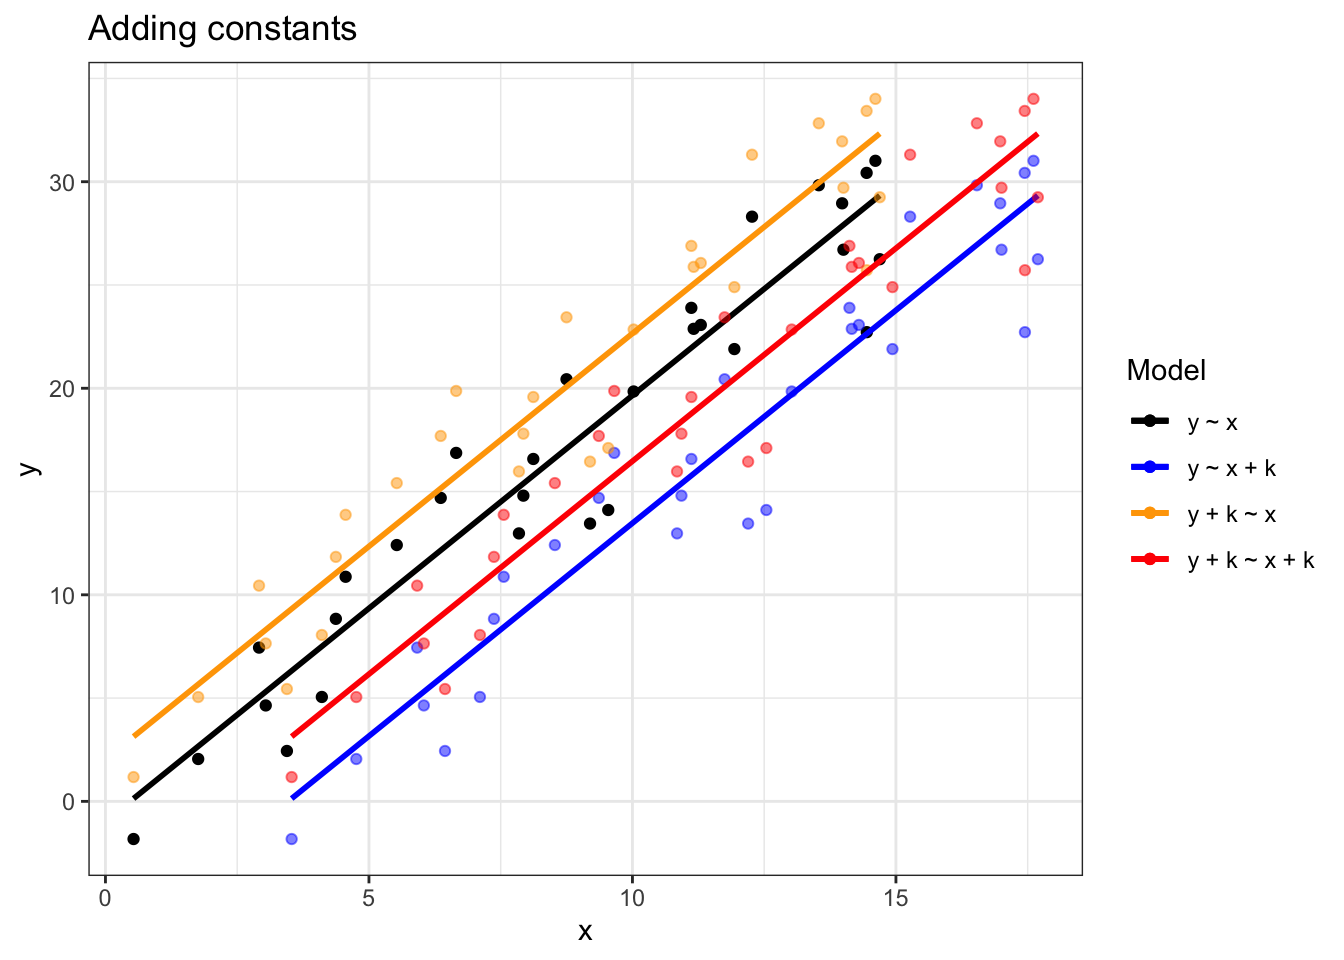 Adding constants
30
20
10
0
y
0 5 10 15
x
Model
y ~ x
y ~ x + k
y + k ~ x
y + k ~ x + k